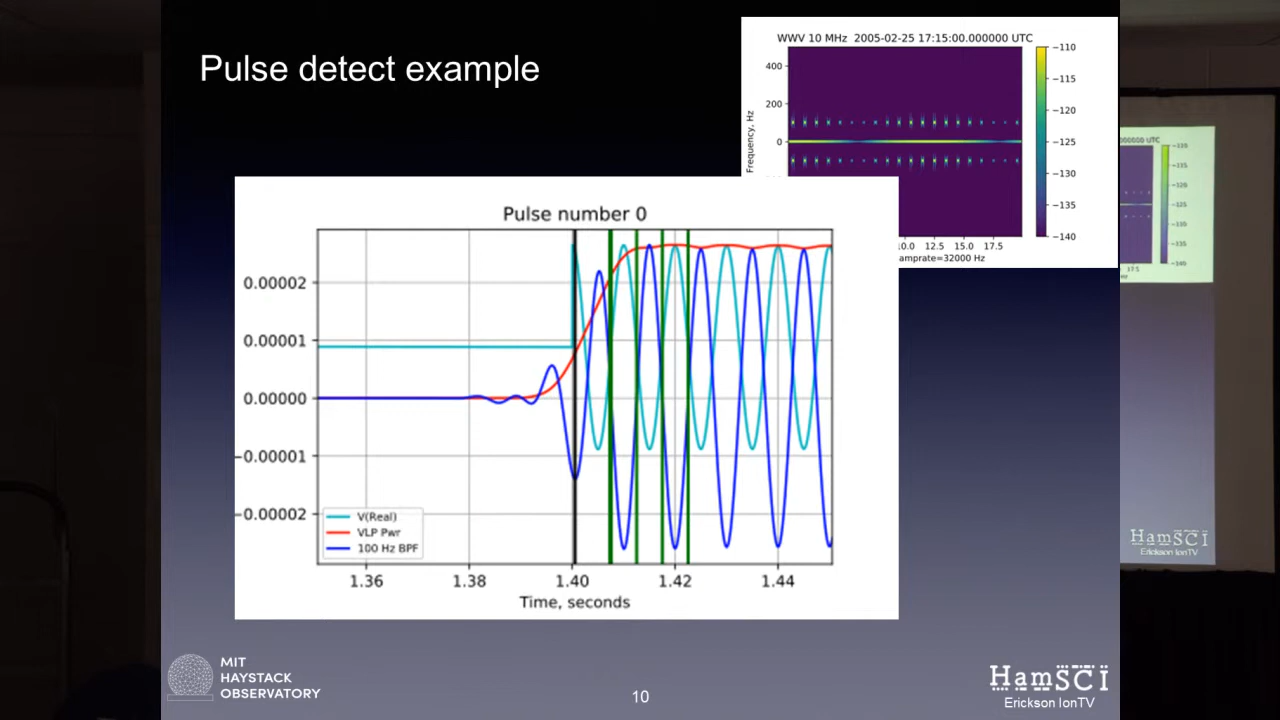 Pulse detect example
WWV 10 MHz 2005-02-25 17:15:00.000000 UTC
400
200
0
Frequency, Hz
−110
−115
−120
−125
−130
−135
−140
10.0 12.5 15.0 17.5
amprate=32000 Hz
Pulse number 0
0.00002
0.00001
0.00000
−0.00001
−0.00002
V(Real)
VLP Pwr
100 Hz BPF
1.36 1.38 1.40 1.42 1.44
Time, seconds
MIT
HAYSTACK
OBSERVATORY
10
HamSCI
Erickson IonTV
HamSCI
Erickson IonTV